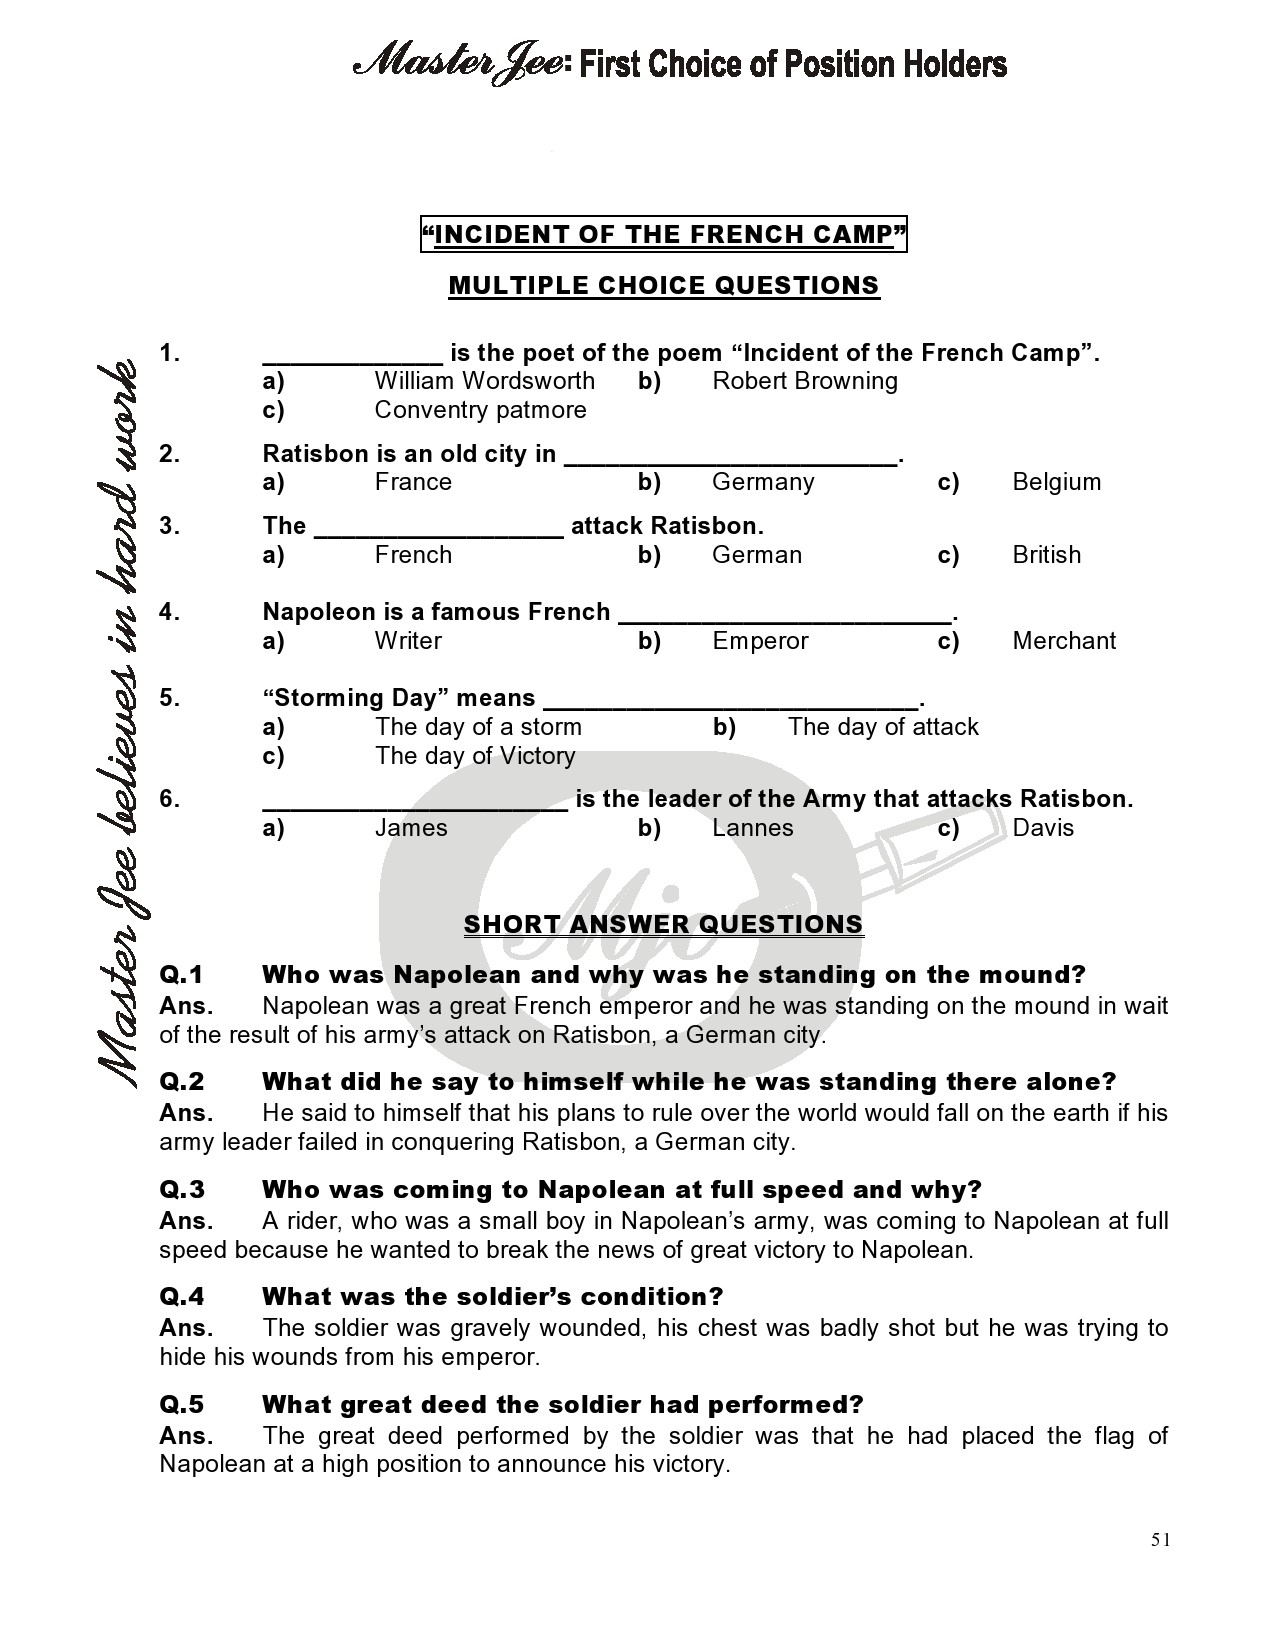 Master Jee: First Choice of Position Holders
“INCIDENT OF THE FRENCH CAMP”
MULTIPLE CHOICE QUESTIONS
1. _____________ is the poet of the poem “Incident of the French Camp”.
a) William Wordsworth b) Robert Browning
c) Conventry patmore
2. Ratisbon is an old city in ________________________.
a) France b) Germany c) Belgium
3. The __________________ attack Ratisbon.
a) French b) German c) British
4. Napoleon is a famous French ________________________.
a) Writer b) Emperor c) Merchant
5. “Storming Day” means ___________________________.
a) The day of a storm b) The day of attack
c) The day of Victory
6. ______________________ is the leader of the Army that attacks Ratisbon.
a) James b) Lannes c) Davis
Master Jee believes in hard work
Mjc
SHORT ANSWER QUESTIONS
Q.1 Who was Napolean and why was he standing on the mound?
Ans. Napolean was a great French emperor and he was standing on the mound in wait
of the result of his army’s attack on Ratisbon, a German city.
Q.2 What did he say to himself while he was standing there alone?
Ans. He said to himself that his plans to rule over the world would fall on the earth if his
army leader failed in conquering Ratisbon, a German city.
Q.3 Who was coming to Napolean at full speed and why?
Ans. A rider, who was a small boy in Napolean’s army, was coming to Napolean at full
speed because he wanted to break the news of great victory to Napolean.
Q.4 What was the soldier’s condition?
Ans. The soldier was gravely wounded, his chest was badly shot but he was trying to
hide his wounds from his emperor.
Q.5 What great deed the soldier had performed?
Ans. The great deed performed by the soldier was that he had placed the flag of
Napolean at a high position to announce his victory.
51